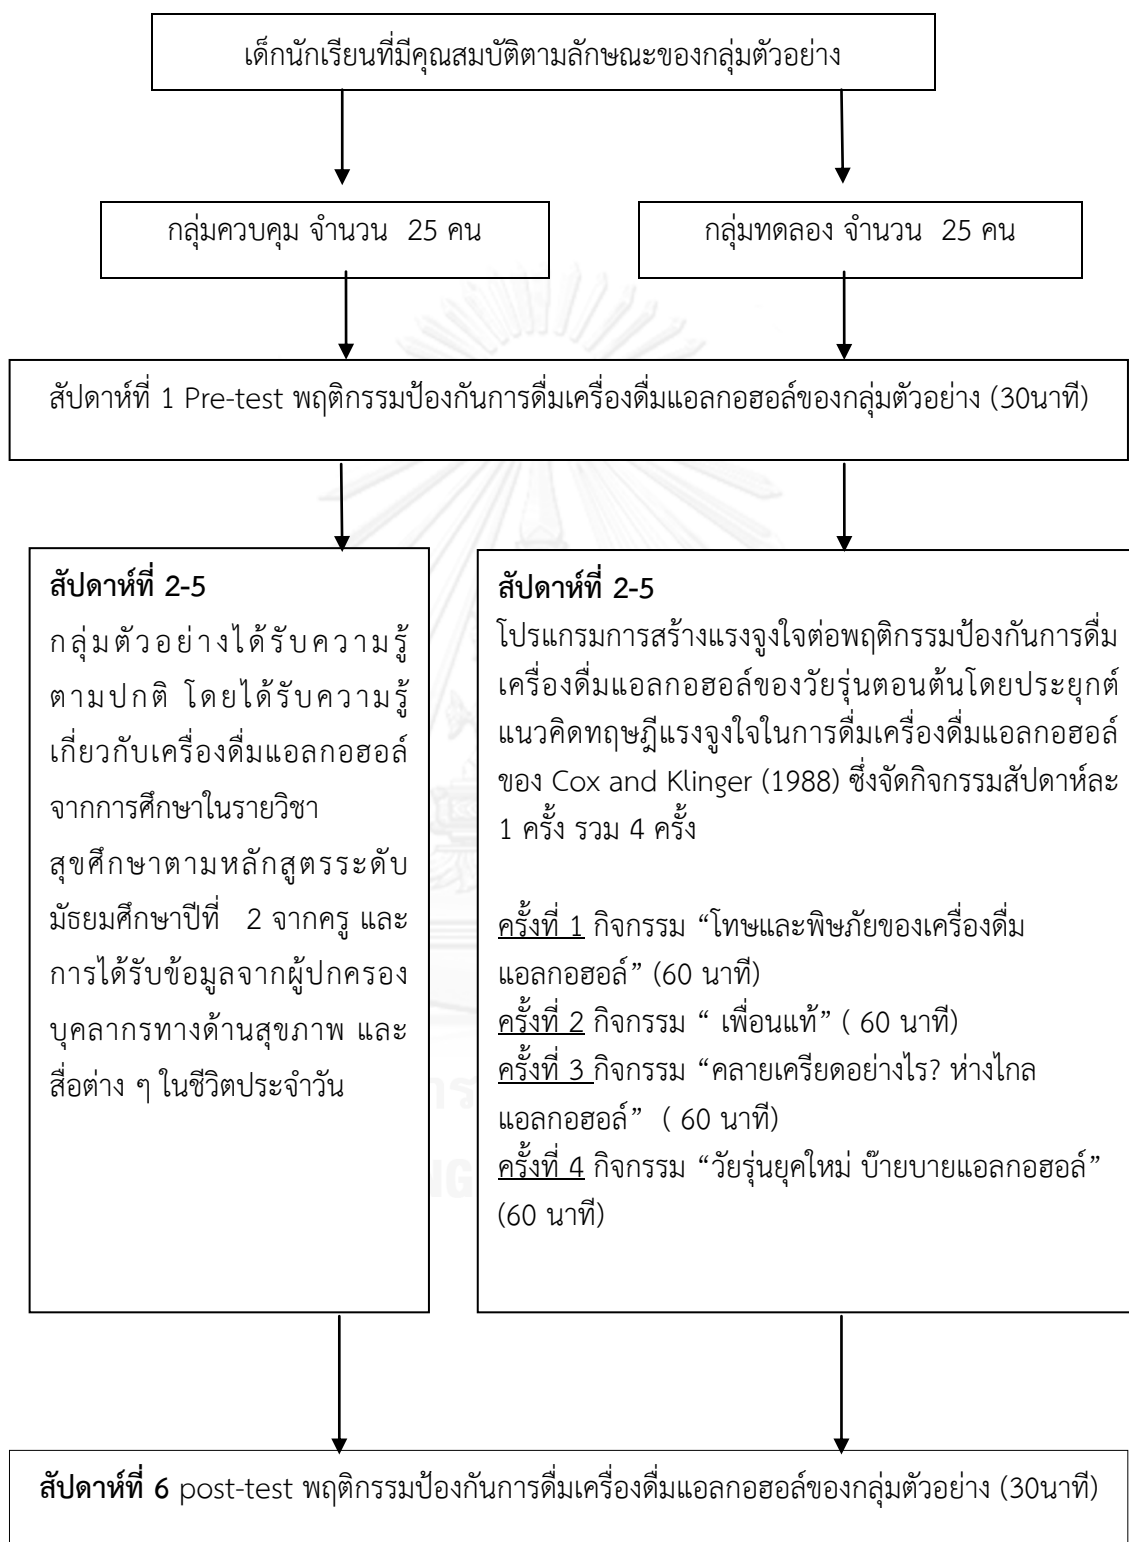 เด็กนักเรียนที่มีคุณสมบัติตามลักษณะของกลุ่มตัวอย่าง
กลุ่มควบคุม จำนวน  25 คน
กลุ่มทดลอง จำนวน  25 คน
สัปดาห์ที่ 1 Pre-test พฤติกรรมป้องกันการดื่มเครื่องดื่มแอลกอฮอล์ของกลุ่มตัวอย่าง (30นาที)
สัปดาห์ที่ 2-5
กลุ่มตัวอย่างได้รับความรู้
ตามปกติ โดยได้รับความรู้
เกี่ยวกับเครื่องดื่มแอลกอฮอล์
จากการศึกษาในรายวิชา
สุขศึกษาตามหลักสูตรระดับ
มัธยมศึกษาปีที่  2 จากครู และ
การได้รับข้อมูลจากผู้ปกครอง
บุคลากรทางด้านสุขภาพ และ
สื่อต่าง ๆ ในชีวิตประจำวัน
สัปดาห์ที่ 2-5
โปรแกรมการสร้างแรงจูงใจต่อพฤติกรรมป้องกันการดื่ม
เครื่องดื่มแอลกอฮอล์ของวัยรุ่นตอนต้นโดยประยุกต์
แนวคิดทฤษฎีแรงจูงใจในการดื่มเครื่องดื่มแอลกอฮอล์
ของ Cox and Klinger (1988) ซึ่งจัดกิจกรรมสัปดาห์ละ
1 ครั้ง รวม 4 ครั้ง
ครั้งที่ 1 กิจกรรม “โทษและพิษภัยของเครื่องดื่ม
แอลกอฮอล์” (60 นาที)
ครั้งที่ 2 กิจกรรม “ เพื่อนแท้” ( 60 นาที)
ครั้งที่ 3 กิจกรรม “คลายเครียดอย่างไร? ห่างไกล
แอลกอฮอล์”  ( 60 นาที)
ครั้งที่ 4 กิจกรรม “วัยรุ่นยุคใหม่ บ๊ายบายแอลกอฮอล์”
(60 นาที)
สัปดาห์ที่ 6 post-test พฤติกรรมป้องกันการดื่มเครื่องดื่มแอลกอฮอล์ของกลุ่มตัวอย่าง (30นาที)